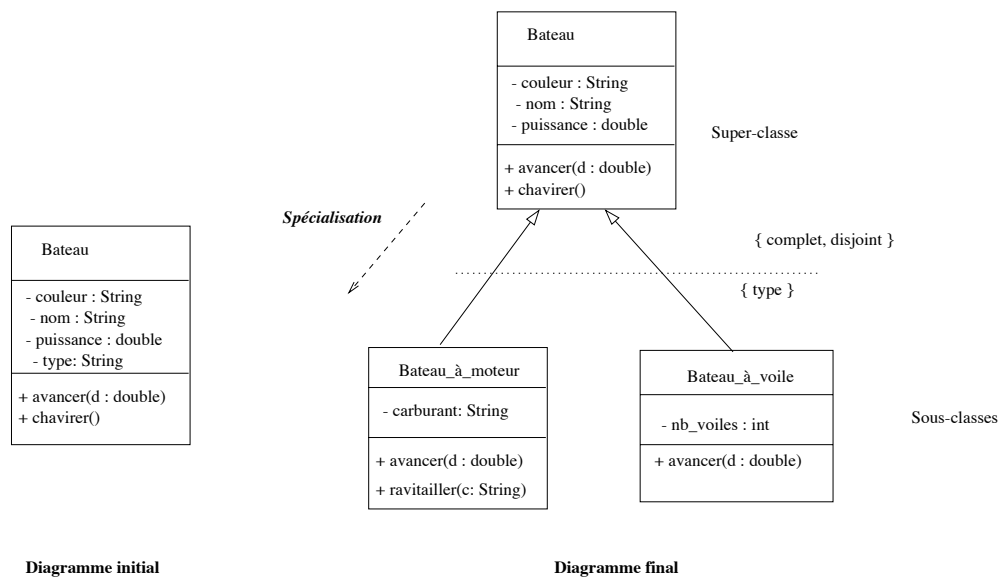 Bateau
- couleur : String
- nom : String
- puissance : double
+ avancer(d : double)
+ chavirer()
Super-classe
Spécialisation
{ complet, disjoint }
{ type }
Bateau
- couleur : String
- nom : String
- puissance : double
- type: String
+ avancer(d : double)
+ chavirer()
Bateau_à_moteur
- carburant: String
+ avancer(d : double)
+ ravitailler(c: String)
Bateau_à_voile
- nb_voiles : int
+ avancer(d : double)
Sous-classes
Diagramme initial
Diagramme final